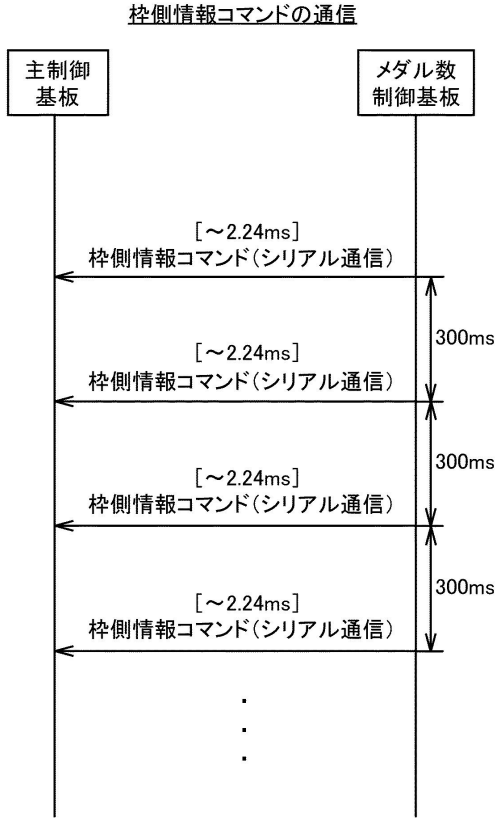 枠側情報コマンドの通信
主制御
基板
メダル数
制御基板
[～2.24ms]
枠側情報コマンド(シリアル通信)
300ms
[～2.24ms]
枠側情報コマンド(シリアル通信)
300ms
[～2.24ms]
枠側情報コマンド(シリアル通信)
300ms
[～2.24ms]
枠側情報コマンド(シリアル通信)